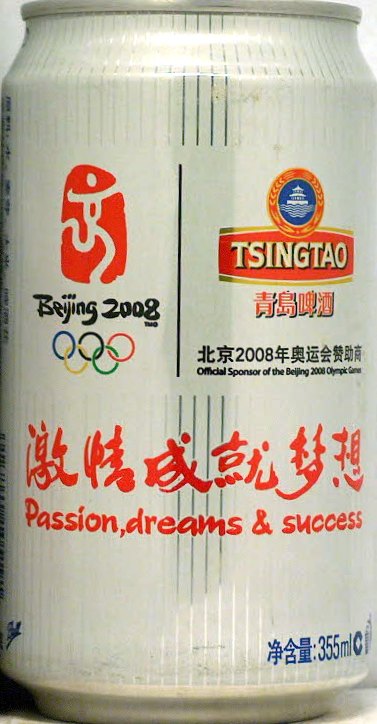 Beijing 2008
TSINGTAO
青島啤酒
北京2008年奥运会赞助商
Official Sponsor of the Beijing 2008 Olympic Games
激情成就梦想
Passion,dreams & success
净含量:355ml